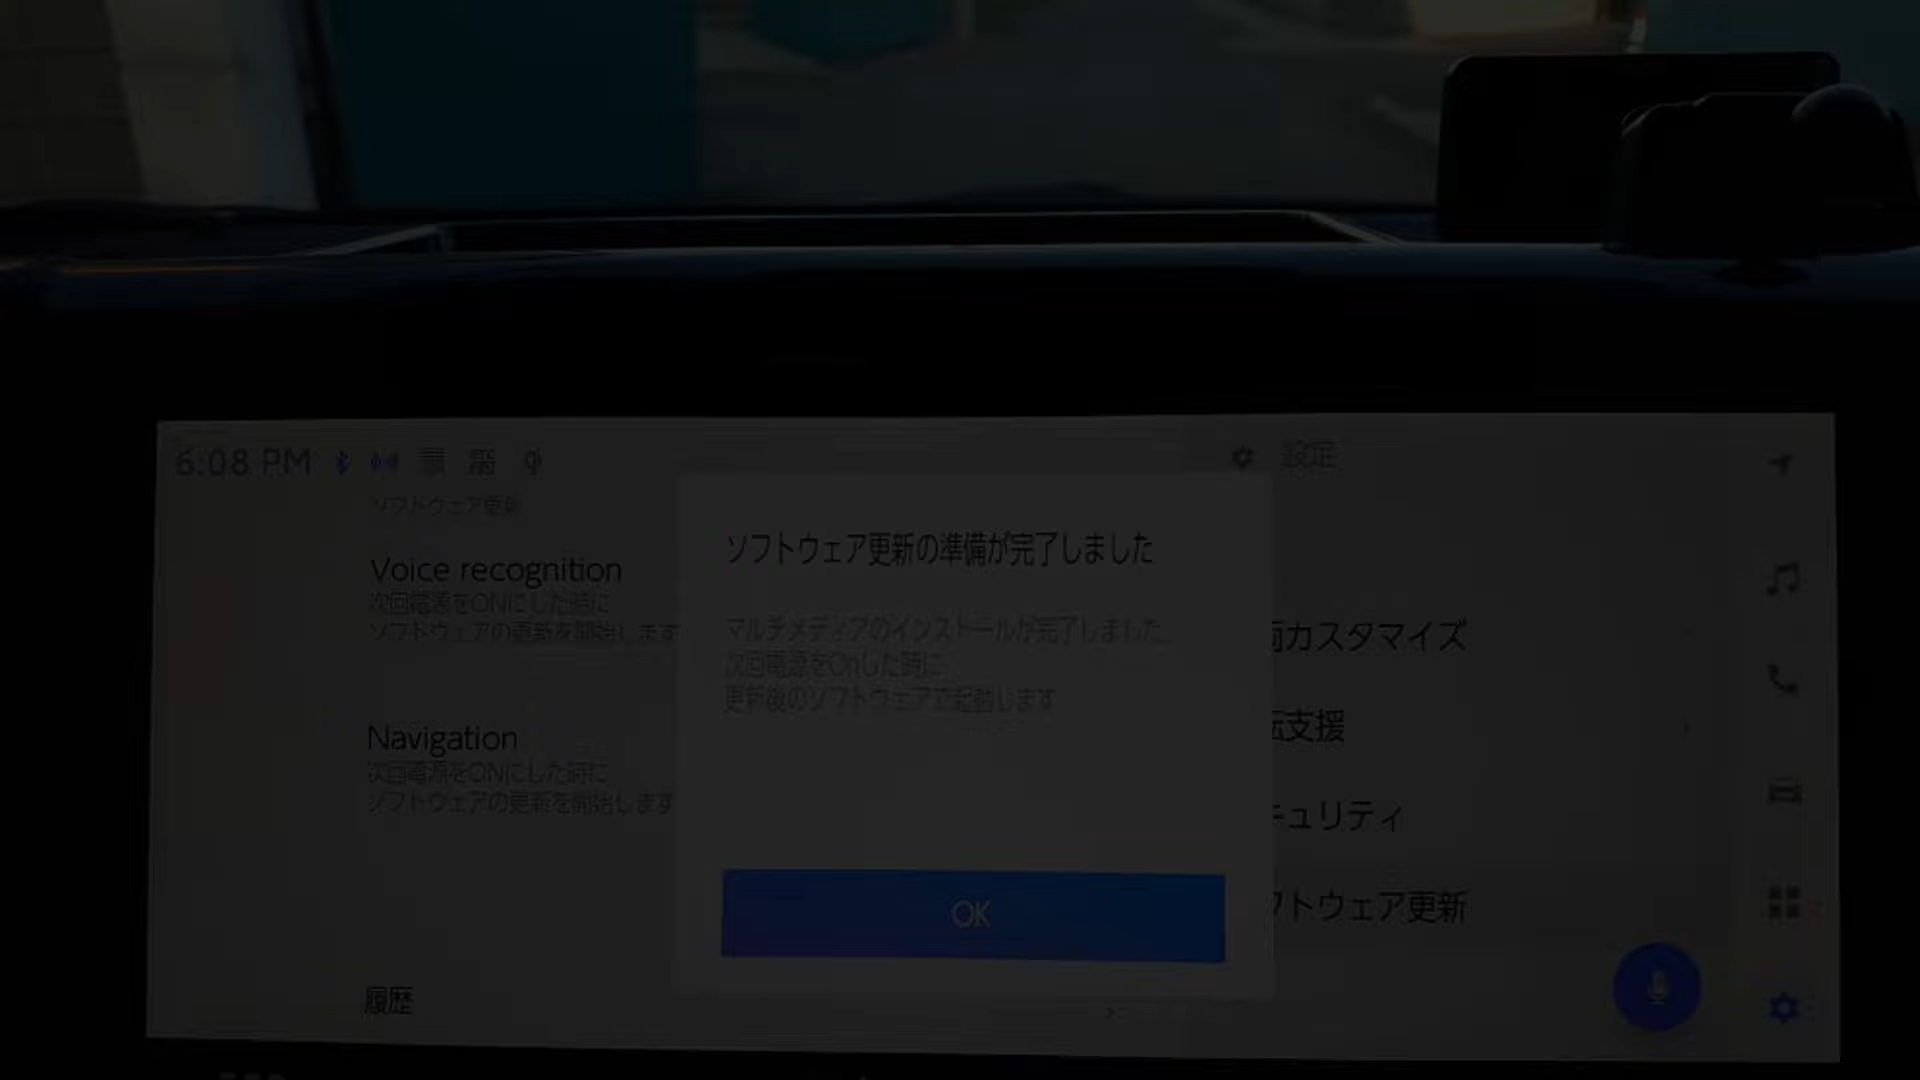 6:08 PM
設定
ソフトウェア更新
Voice recognition
次回電源をONにした時に
ソフトウェアの更新を開始します
Navigation
次回電源をONにした時に
ソフトウェアの更新を開始します
履歴
ソフトウェア更新の準備が完了しました
マルチメディアのインストールが完了しました
次回電源をOnした時に
更新後のソフトウェアで起動します
OK
両カスタマイズ
転支援
キュリティ
フトウェア更新